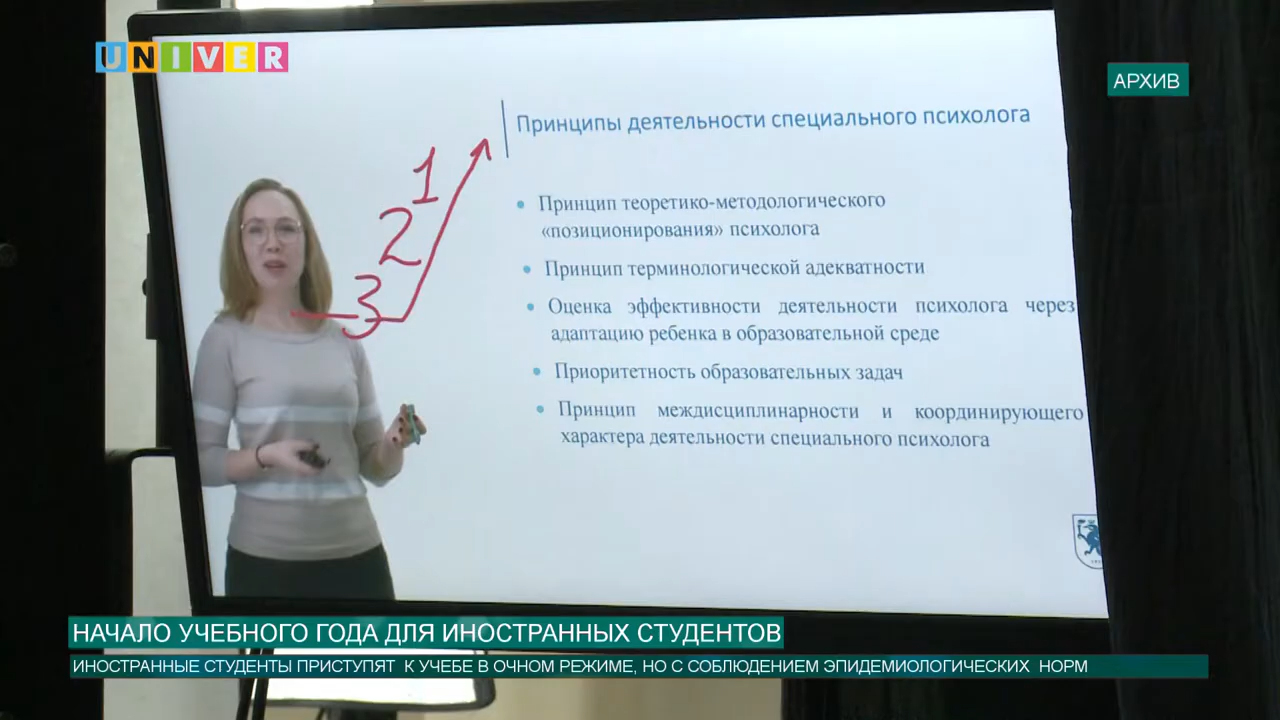 UNIVER
АРХИВ
Принципы деятельности специального психолога
1
2
3
Принцип теоретико-методологического
«позиционирования» психолога
Принцип терминологической адекватности
Оценка эффективности деятельности психолога через
адаптацию ребенка в образовательной среде
Приоритетность образовательных задач
Принцип междисциплинарности и координирующего
характера деятельности специального психолога
НАЧАЛО УЧЕБНОГО ГОДА ДЛЯ ИНОСТРАННЫХ СТУДЕНТОВ
ИНОСТРАННЫЕ СТУДЕНТЫ ПРИСТУПЯТ К УЧЕБЕ В ОЧНОМ РЕЖИМЕ, НО С СОБЛЮДЕНИЕМ ЭПИДЕМИОЛОГИЧЕСКИХ НОРМ